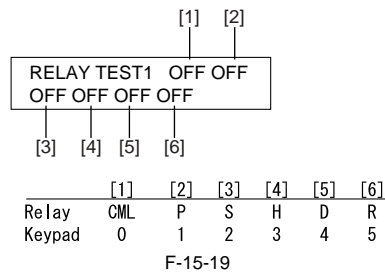 [1] [2]
RELAY TEST1 OFF OFF
OFF OFF OFF OFF
[3] [4] [5] [6]
[1] [2] [3] [4] [5] [6]
Relay CML P S H D R
Keypad 0 1 2 3 4 5
F-15-19